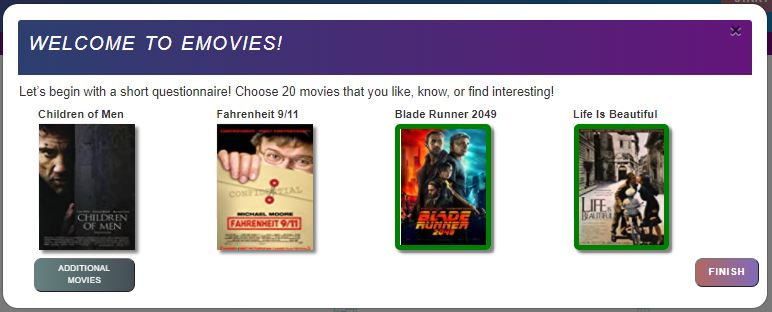 WELCOME TO EMOVIES!
Let's begin with a short questionnaire! Choose 20 movies that you like, know, or find interesting!
Children of Men
Fahrenheit 9/11
Blade Runner 2049
Life Is Beautiful
CHILDREN
OF MEN
CONFIDENTIAL
MICHAEL MOORE
FAHRENHEIT 9/11
BLADE
RUNNER
2049
LIFE IS
BEAUTIFUL
ADDITIONAL
MOVIES
FINISH